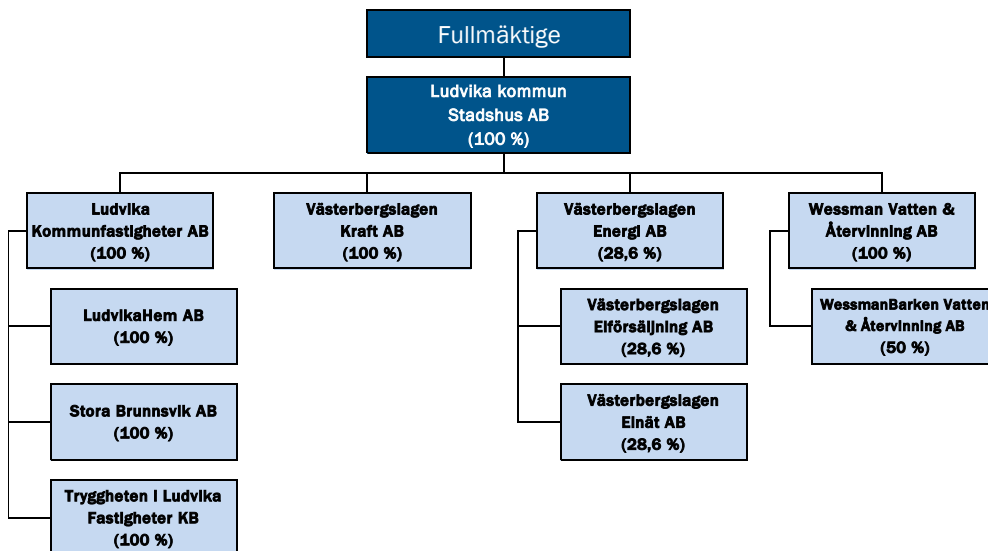 Fullmäktige
Ludvika kommun
Stadshus AB
(100 %)
Ludvika
Kommunfastigheter AB
(100 %)
Västerbergslagen
Kraft AB
(100 %)
Västerbergslagen
Energi AB
(28,6 %)
Wessman Vatten &
Återvinning AB
(100 %)
LudvikaHem AB
(100 %)
Västerbergslagen
Elförsäljning AB
(28,6 %)
WessmanBarken Vatten
& Återvinning AB
(50 %)
Stora Brunnsvik AB
(100 %)
Västerbergslagen
Elnät AB
(28,6 %)
Tryggheten i Ludvika
Fastigheter KB
(100 %)